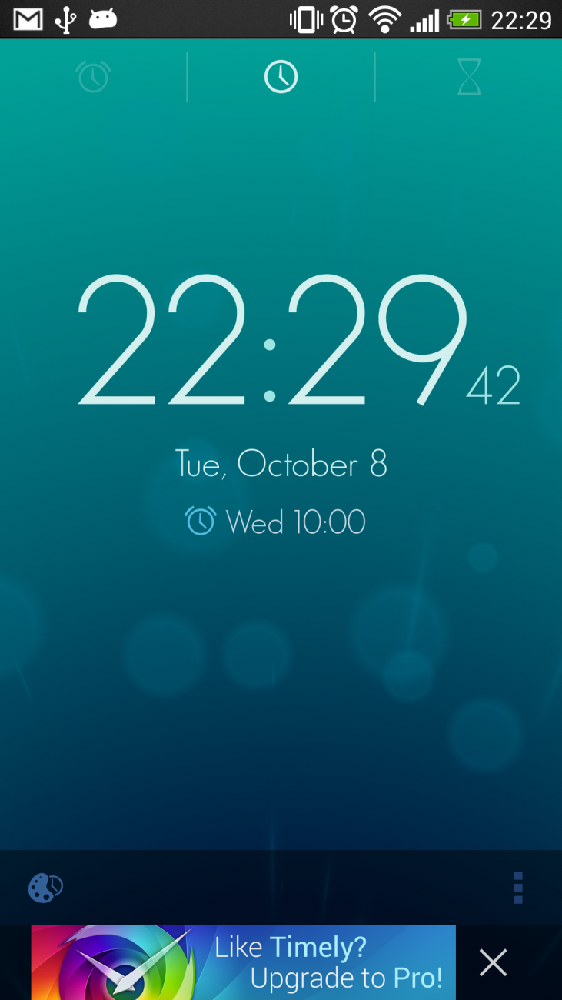 22:29
22:29 42
Tue, October 8
Wed 10:00
Like Timely?
Upgrade to Pro!